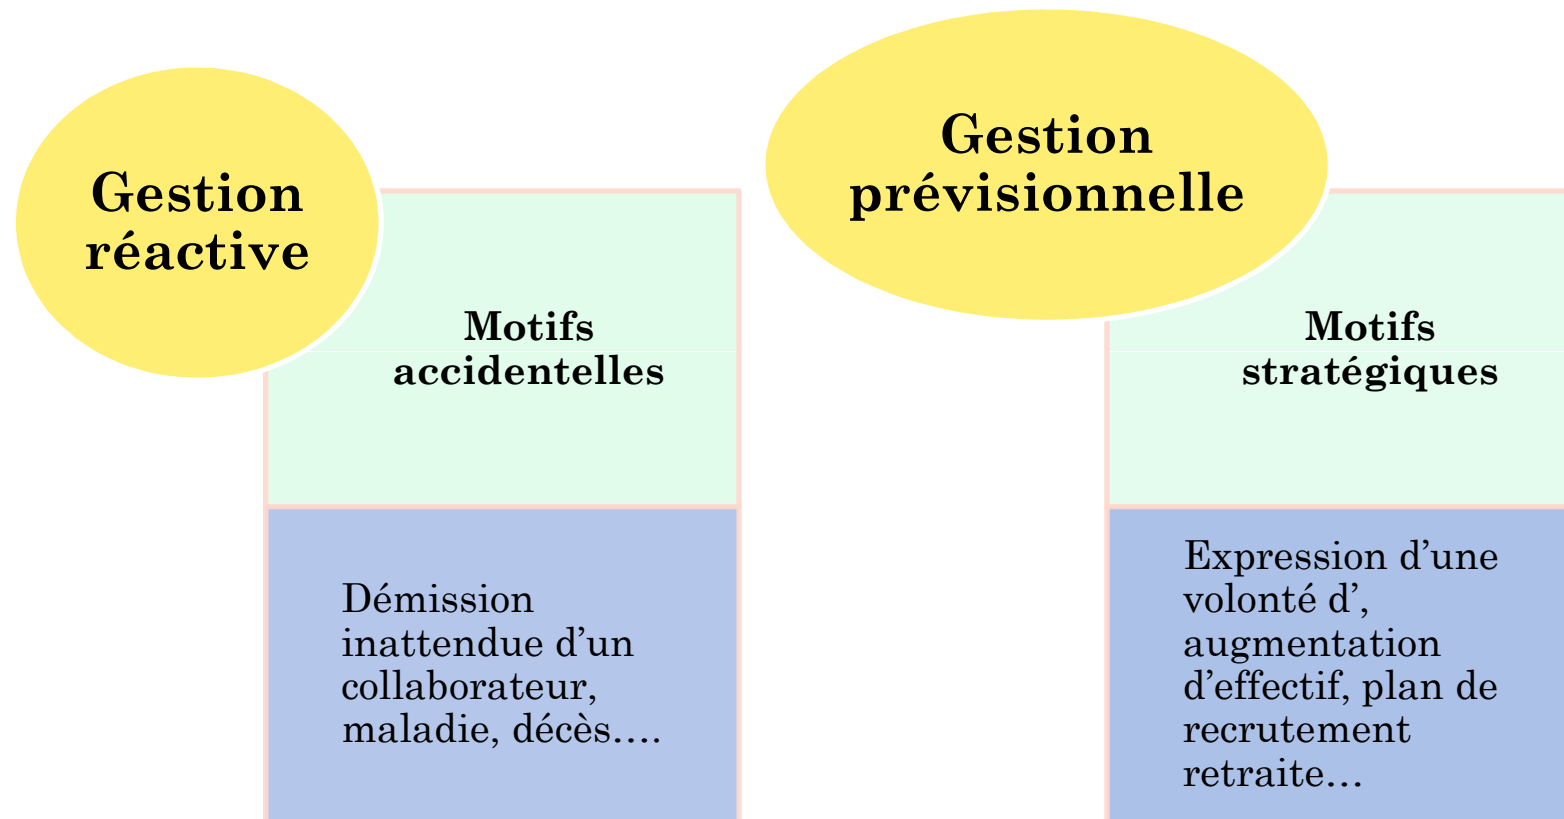 Gestion
réactive
Motifs
accidentelles
Démission
inattendue d’un
collaborateur,
maladie, décès….
Gestion
prévisionnelle
Motifs
stratégiques
Expression d’une
volonté d’,
augmentation
d’effectif, plan de
recrutement
retraite…